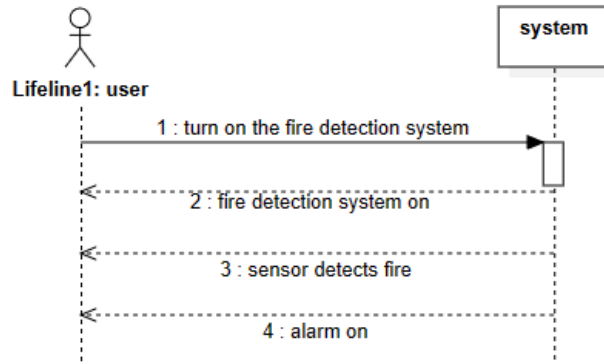 system
Lifeline1: user
1 : turn on the fire detection system
2 : fire detection system on
3 : sensor detects fire
4 : alarm on